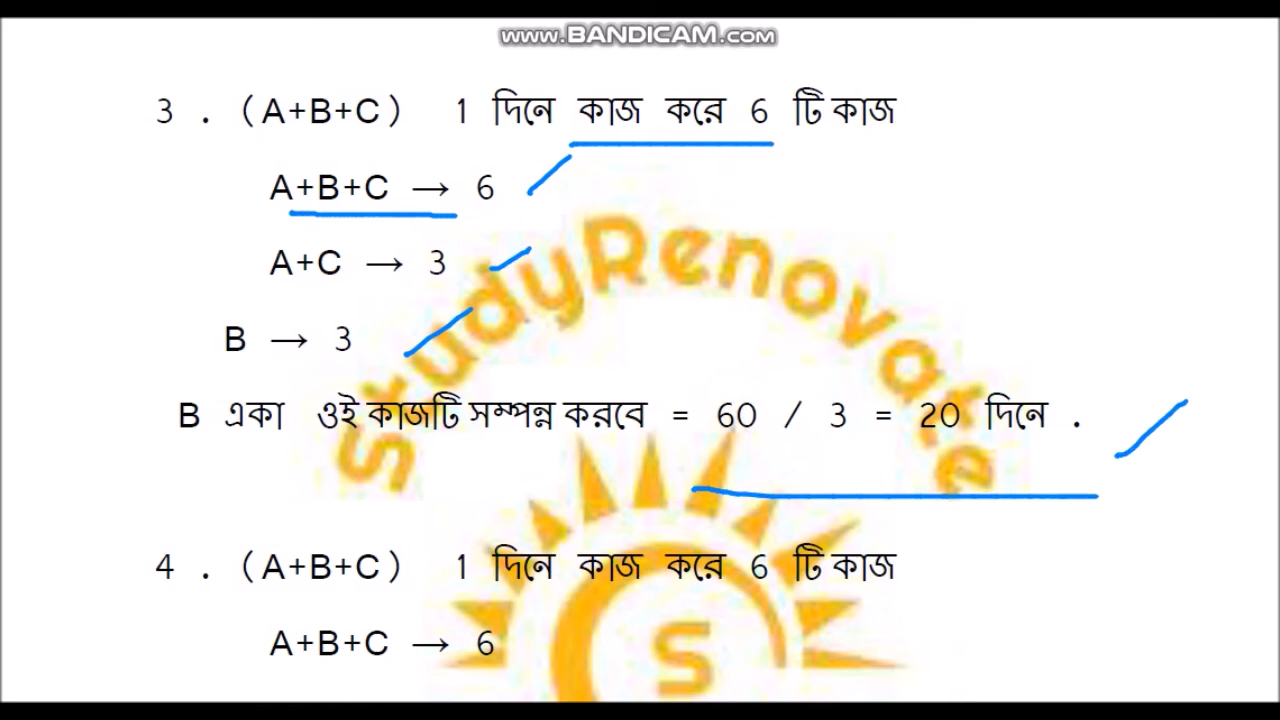 www.BANDICAM.com
3 . (A+B+C) 1 দিনে কাজ করে 6 টি কাজ
A+B+C → 6
A+C → 3
B → 3
B একা ওই কাজটি সম্পন্ন করবে = 60 / 3 = 20 দিনে .
StudyRenovate
4 . (A+B+C) 1 দিনে কাজ করে 6 টি কাজ
A+B+C → 6
S